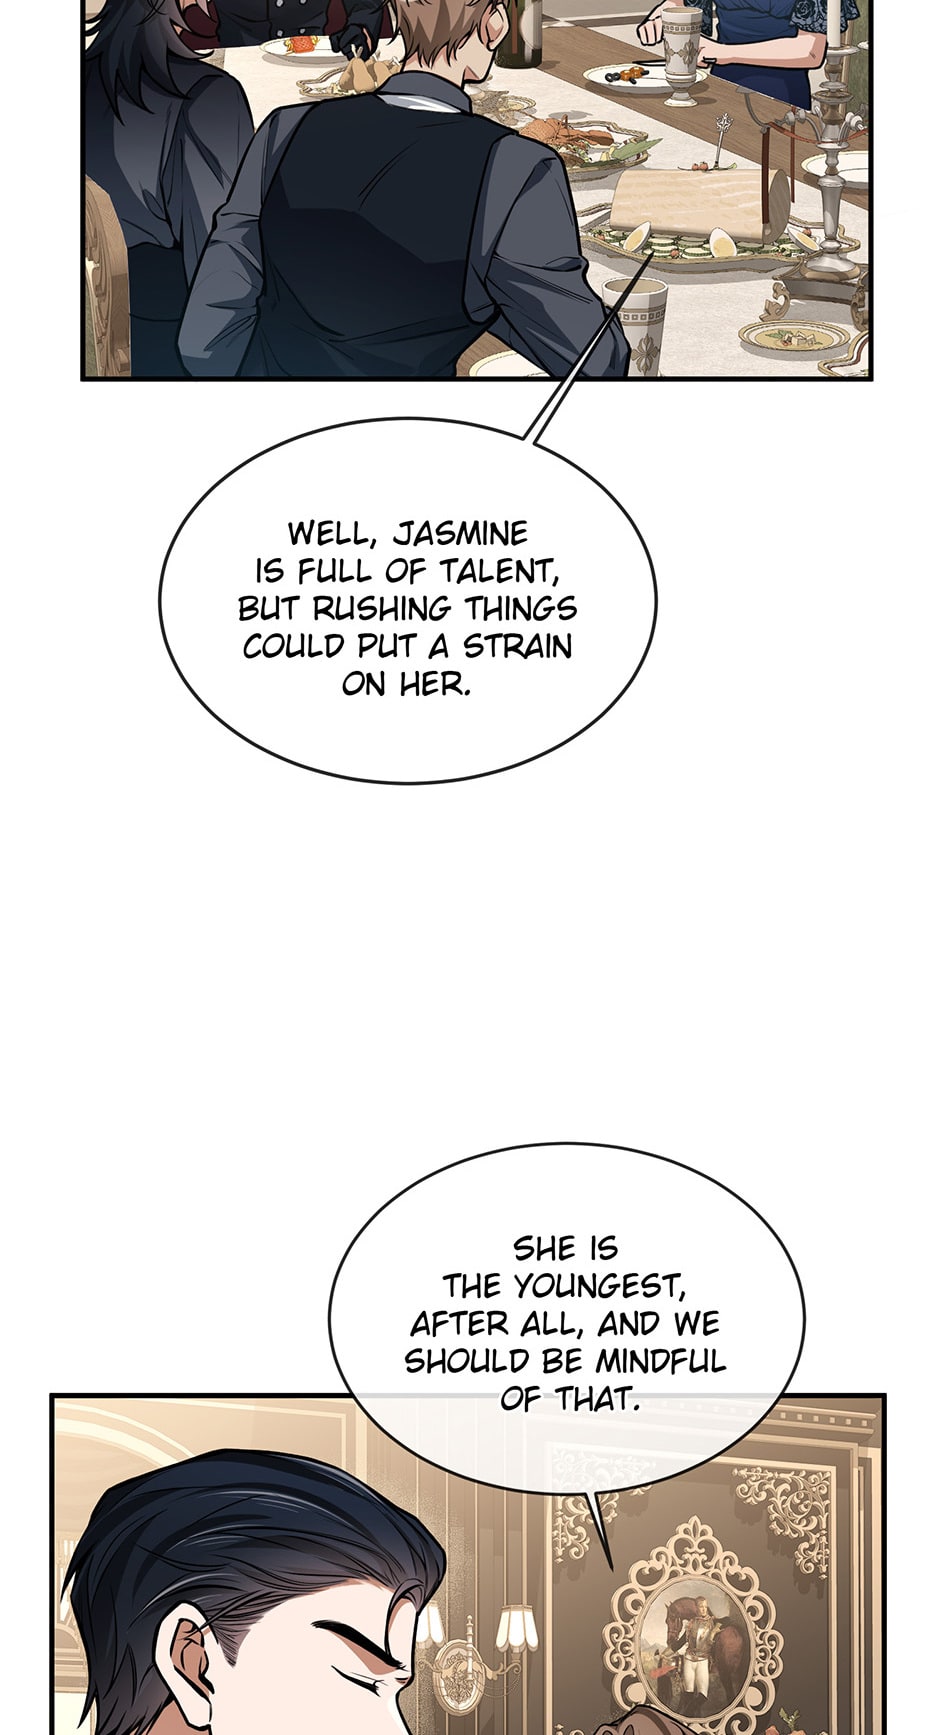 WELL, JASMINE
IS FULL OF TALENT,
BUT RUSHING THINGS
COULD PUT A STRAIN
ON HER.
SHE IS
THE YOUNGEST,
AFTER ALL, AND WE
SHOULD BE MINDFUL
OF THAT.